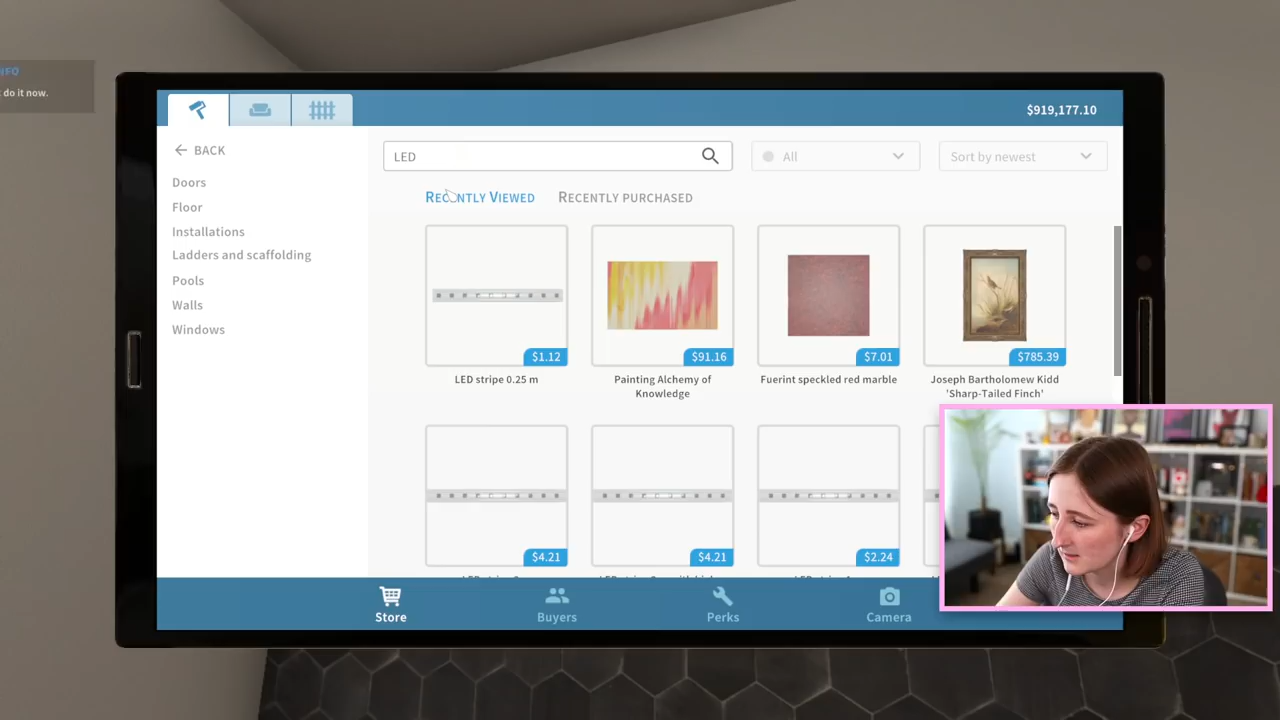 do it now.
$919,177.10
BACK
Doors
Floor
Installations
Ladders and scaffolding
Pools
Walls
Windows
LED
All
Sort by newest
RECENTLY VIEWED
RECENTLY PURCHASED
$1.12
LED stripe 0.25 m
$91.16
Painting Alchemy of
Knowledge
$7.01
Fuerint speckled red marble
$785.39
Joseph Bartholomew Kidd
'Sharp-Tailed Finch'
$4.21
$4.21
$2.24
Store
Buyers
Perks
Camera